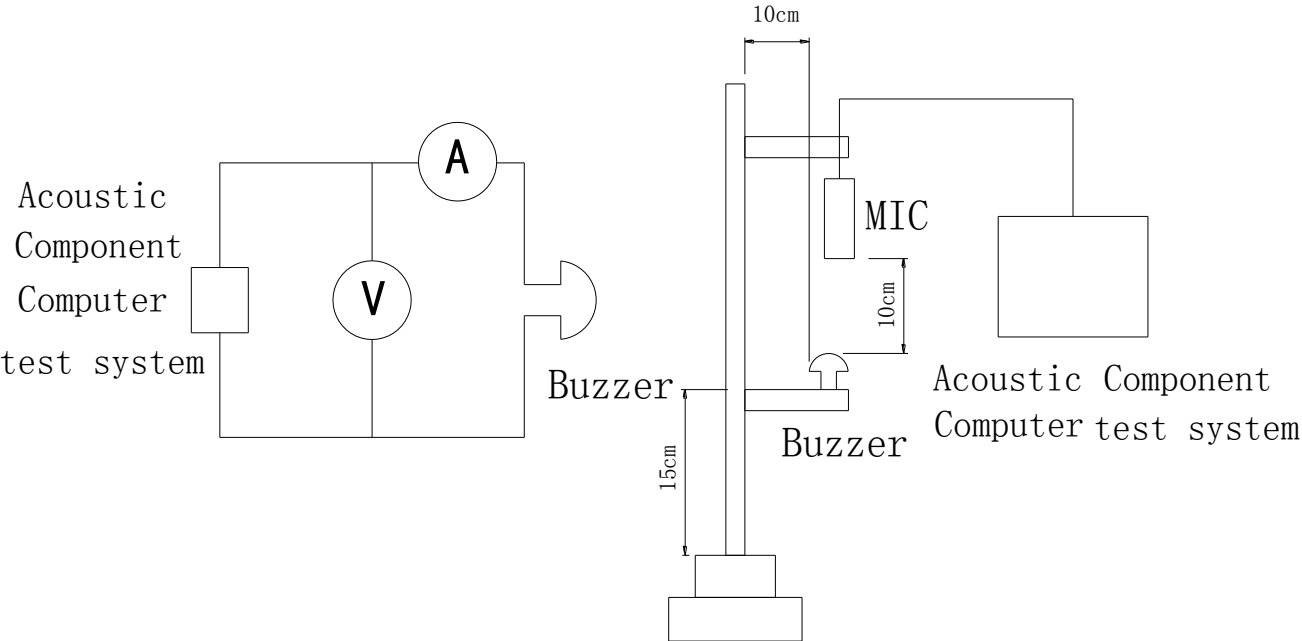 10cm
A
Acoustic
Component
Computer
test system
V
Buzzer
MIC
10cm
15cm
Buzzer
Acoustic Component
Computer test system